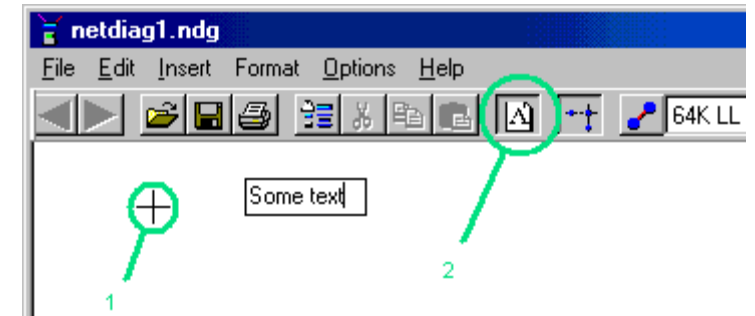 netdiag1.ndg
File Edit Insert Format Options Help
A 64K LL
Some text
2
1